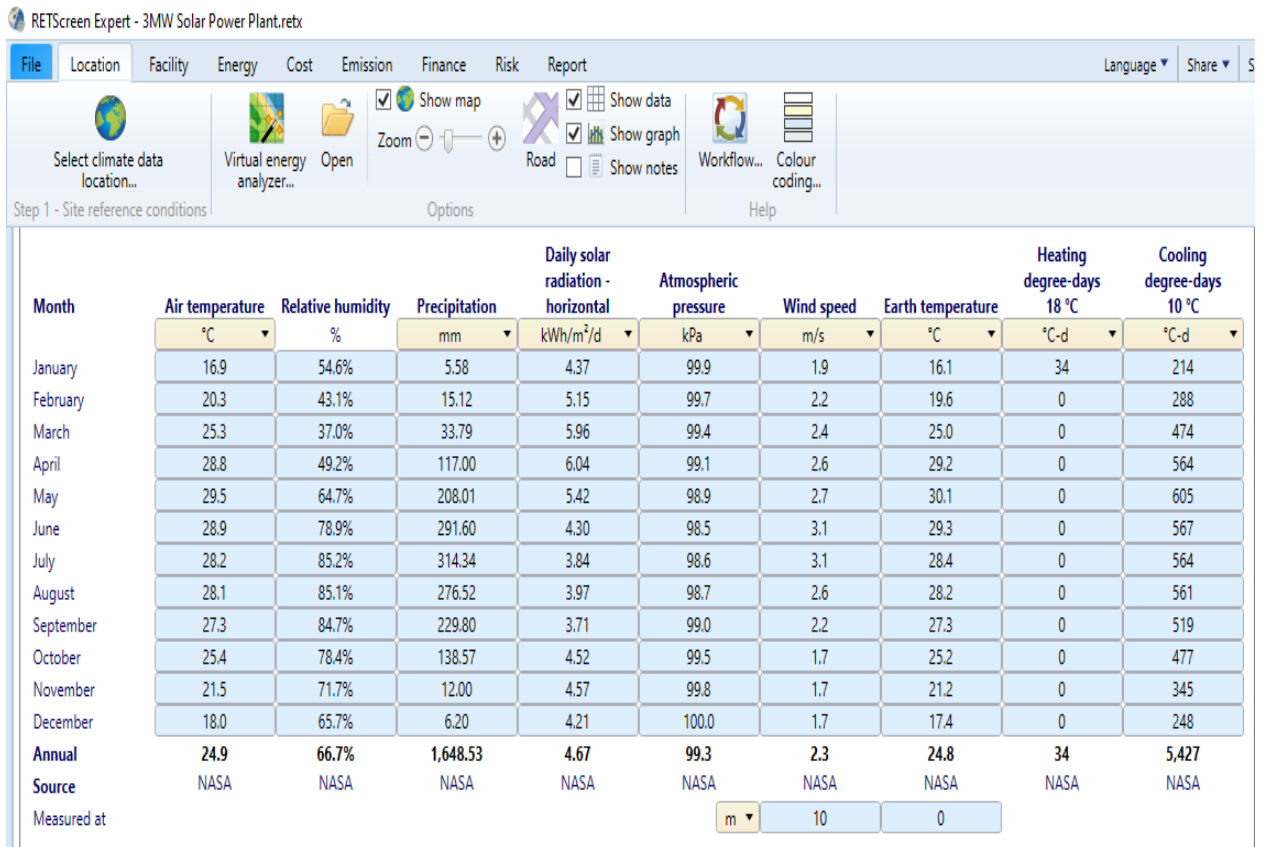 RETScreen Expert - 3MW Solar Power Plant.retx
File Location Facility Energy Cost Emission Finance Risk Report Language Share S
Select climate data location...
Virtual energy analyzer...
Open
Show map
Zoom
Road
Show data
Show graph
Show notes
Workflow...
Colour coding...
Step 1 - Site reference conditions Options Help
Month Air temperature Relative humidity Precipitation Daily solar radiation - horizontal Atmospheric pressure Wind speed Earth temperature Heating degree-days 18 °C Cooling degree-days 10 °C
°C % mm kWh/m²/d kPa m/s °C °C-d °C-d
January 16.9 54.6% 5.58 4.37 99.9 1.9 16.1 34 214
February 20.3 43.1% 15.12 5.15 99.7 2.2 19.6 0 288
March 25.3 37.0% 33.79 5.96 99.4 2.4 25.0 0 474
April 28.8 49.2% 117.00 6.04 99.1 2.6 29.2 0 564
May 29.5 64.7% 208.01 5.42 98.9 2.7 30.1 0 605
June 28.9 78.9% 291.60 4.30 98.5 3.1 29.3 0 567
July 28.2 85.2% 314.34 3.84 98.6 3.1 28.4 0 564
August 28.1 85.1% 276.52 3.97 98.7 2.6 28.2 0 561
September 27.3 84.7% 229.80 3.71 99.0 2.2 27.3 0 519
October 25.4 78.4% 138.57 4.52 99.5 1.7 25.2 0 477
November 21.5 71.7% 12.00 4.57 99.8 1.7 21.2 0 345
December 18.0 65.7% 6.20 4.21 100.0 1.7 17.4 0 248
Annual 24.9 66.7% 1,648.53 4.67 99.3 2.3 24.8 34 5,427
Source NASA NASA NASA NASA NASA NASA NASA NASA NASA
Measured at m 10 0